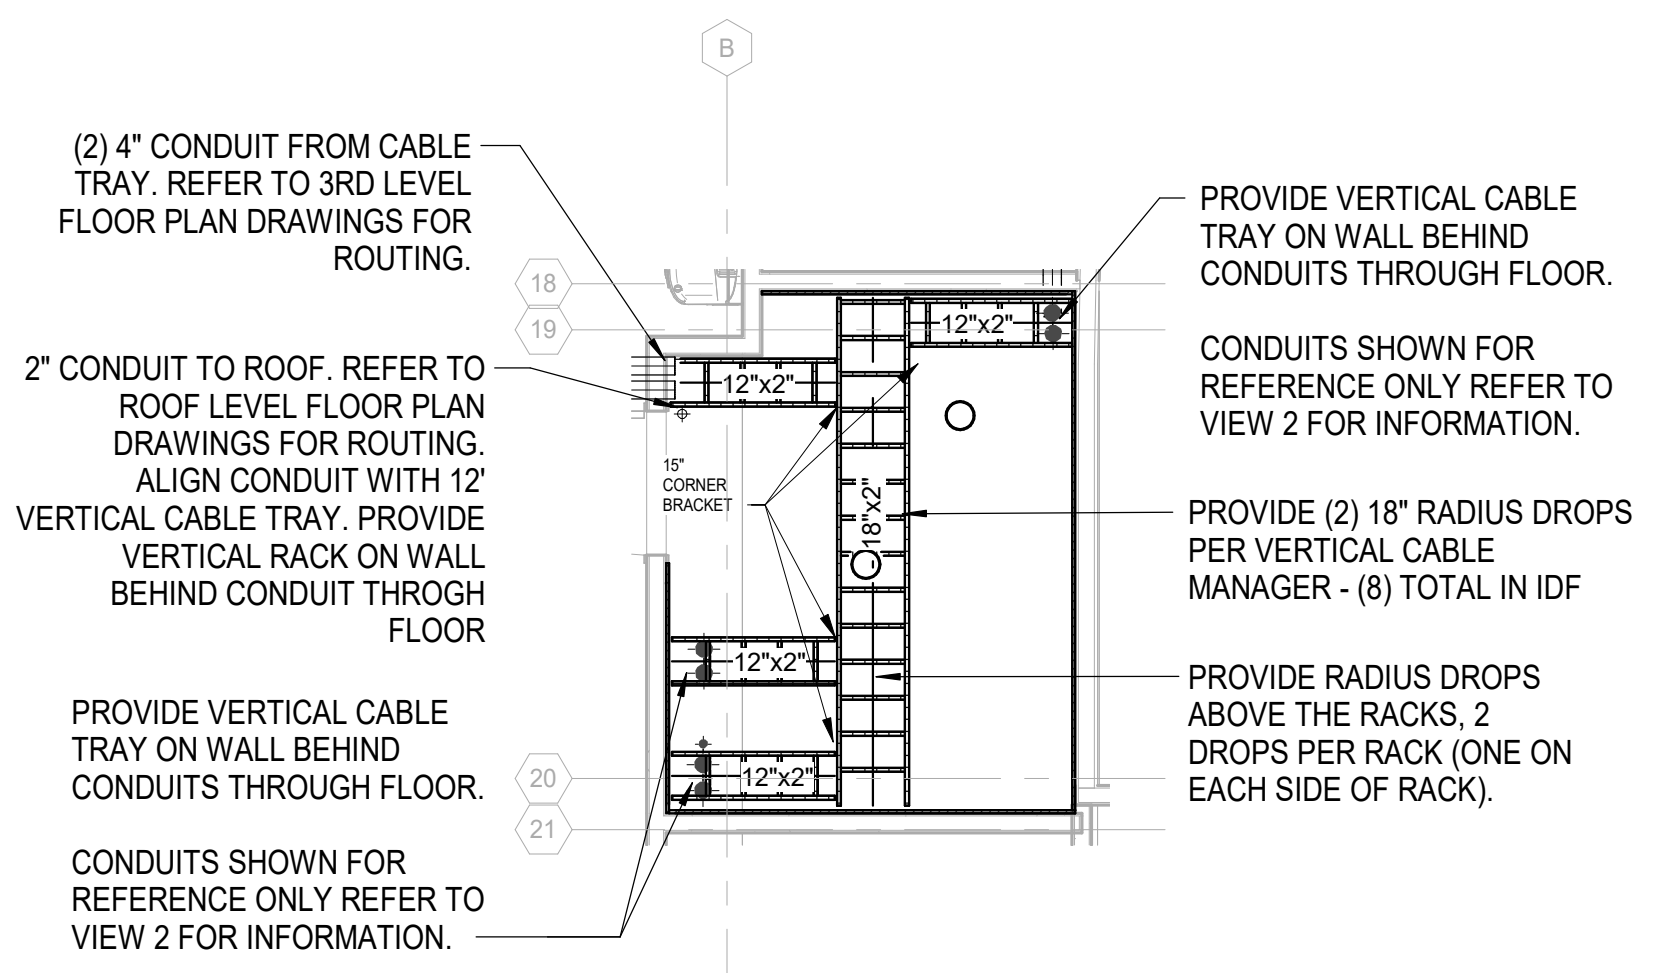 B
(2) 4" CONDUIT FROM CABLE
TRAY. REFER TO 3RD LEVEL
FLOOR PLAN DRAWINGS FOR
ROUTING.
2" CONDUIT TO ROOF. REFER TO
ROOF LEVEL FLOOR PLAN
DRAWINGS FOR ROUTING.
ALIGN CONDUIT WITH 12'
VERTICAL CABLE TRAY. PROVIDE
VERTICAL RACK ON WALL
BEHIND CONDUIT THROGH
FLOOR
PROVIDE VERTICAL CABLE
TRAY ON WALL BEHIND
CONDUITS THROUGH FLOOR.
CONDUITS SHOWN FOR
REFERENCE ONLY REFER TO
VIEW 2 FOR INFORMATION.
18
19
20
21
12"x2"
12"x2"
15"
CORNER
BRACKET
18"x2"
12"x2"
12"x2"
PROVIDE VERTICAL CABLE
TRAY ON WALL BEHIND
CONDUITS THROUGH FLOOR.
CONDUITS SHOWN FOR
REFERENCE ONLY REFER TO
VIEW 2 FOR INFORMATION.
PROVIDE (2) 18" RADIUS DROPS
PER VERTICAL CABLE
MANAGER - (8) TOTAL IN IDF
PROVIDE RADIUS DROPS
ABOVE THE RACKS, 2
DROPS PER RACK (ONE ON
EACH SIDE OF RACK).